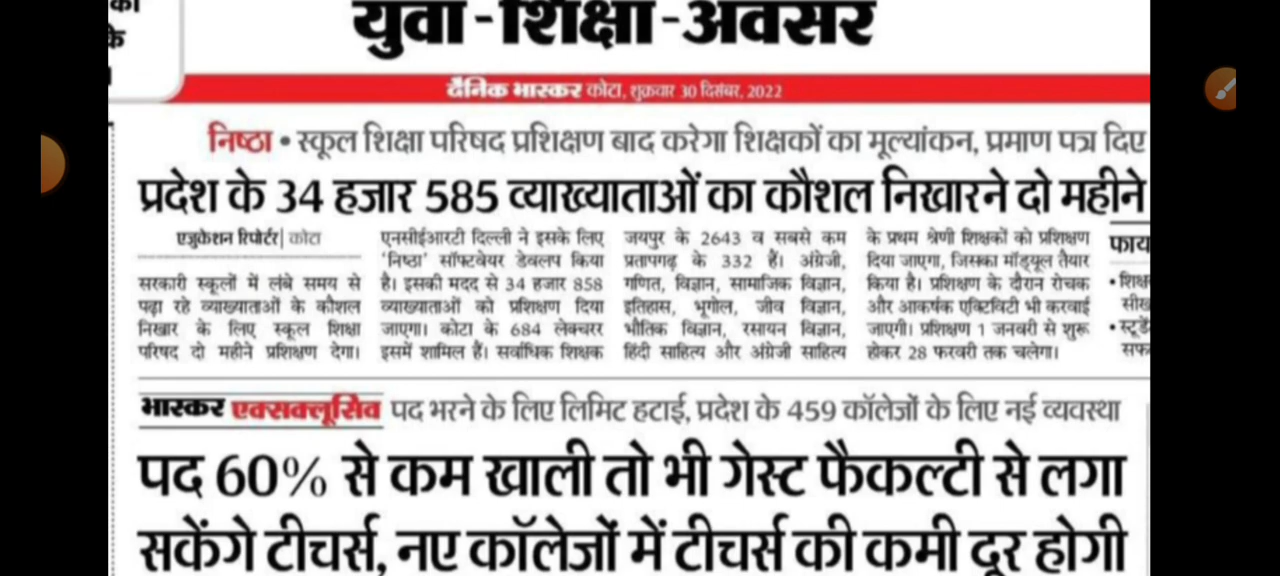 की
के
युवा-शिक्षा-अवसर
दैनिक भास्कर कोटा, शुक्रवार 30 दिसंबर, 2022
निष्ठा • स्कूल शिक्षा परिषद प्रशिक्षण बाद करेगा शिक्षकों का मूल्यांकन, प्रमाण पत्र दिए
प्रदेश के 34 हजार 585 व्याख्याताओं का कौशल निखारने दो महीने
एजुकेशन रिपोर्टर| कोटा
सरकारी स्कूलों में लंबे समय से
पढ़ा रहे व्याख्याताओं के कौशल
निखार के लिए स्कूल शिक्षा
परिषद दो महीने प्रशिक्षण देगा।
एनसीईआरटी दिल्ली ने इसके लिए
'निष्ठा' सॉफ्टवेयर डेवलप किया
है। इसकी मदद से 34 हजार 858
व्याख्याताओं को प्रशिक्षण दिया
जाएगा। कोटा के 684 लेक्चरर
इसमें शामिल हैं। सर्वाधिक शिक्षक
जयपुर के 2643 व सबसे कम
प्रतापगढ़ के 332 हैं। अंग्रेजी,
गणित, विज्ञान, सामाजिक विज्ञान,
इतिहास, भूगोल, जीव विज्ञान,
भौतिक विज्ञान, रसायन विज्ञान,
हिंदी साहित्य और अंग्रेजी साहित्य
के प्रथम श्रेणी शिक्षकों को प्रशिक्षण
दिया जाएगा, जिसका मॉड्यूल तैयार
किया है। प्रशिक्षण के दौरान रोचक
और आकर्षक एक्टिविटी भी करवाई
जाएगी। प्रशिक्षण 1 जनवरी से शुरू
होकर 28 फरवरी तक चलेगा।
फाय
• शिक्ष
सीख
• स्टूडें
सफ
भास्कर एक्सक्लूसिव पद भरने के लिए लिमिट हटाई, प्रदेश के 459 कॉलेजों के लिए नई व्यवस्था
पद 60% से कम खाली तो भी गेस्ट फैकल्टी से लगा
सकेंगे टीचर्स, नए कॉलेजों में टीचर्स की कमी दूर होगी